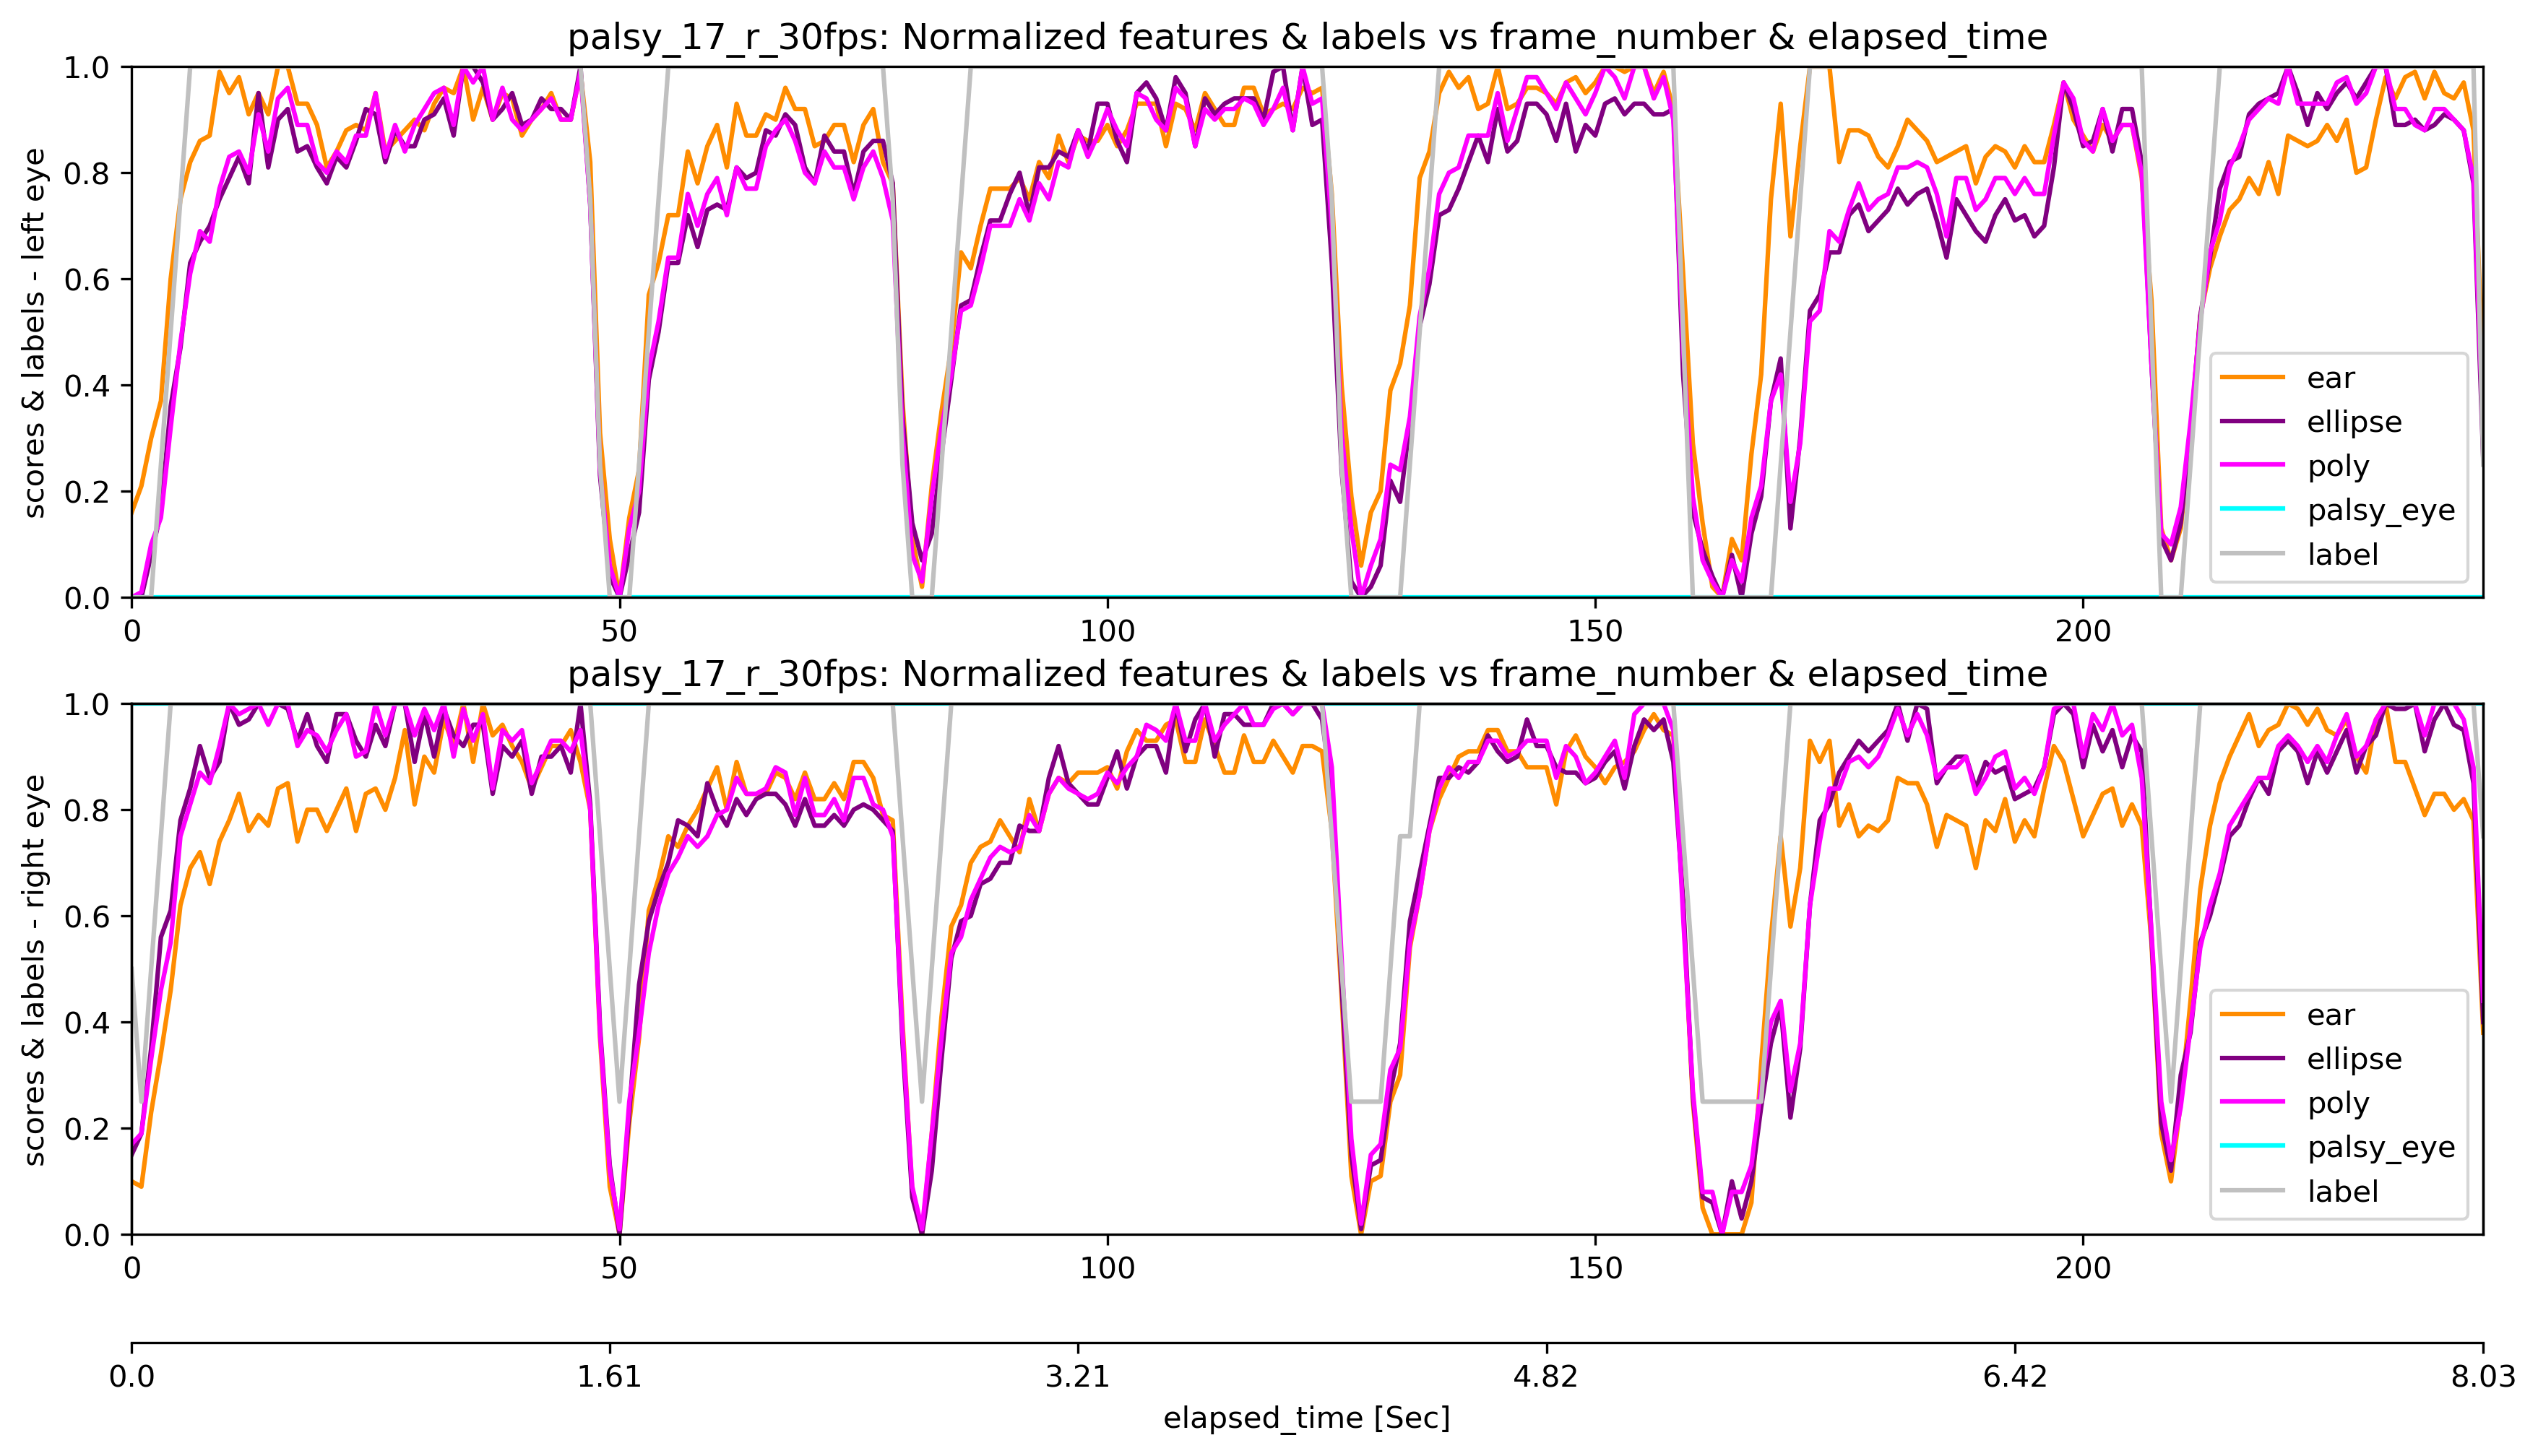 palsy_17_r_30fps: Normalized features & labels vs frame_number & elapsed_time
scores & labels - left eye
1.0
0.8
0.6
0.4
0.2
0.0
0 50 100 150 200
ear
ellipse
poly
palsy_eye
label
palsy_17_r_30fps: Normalized features & labels vs frame_number & elapsed_time
scores & labels - right eye
1.0
0.8
0.6
0.4
0.2
0.0
0 50 100 150 200
ear
ellipse
poly
palsy_eye
label
0.0 1.61 3.21 4.82 6.42 8.03
elapsed_time [Sec]